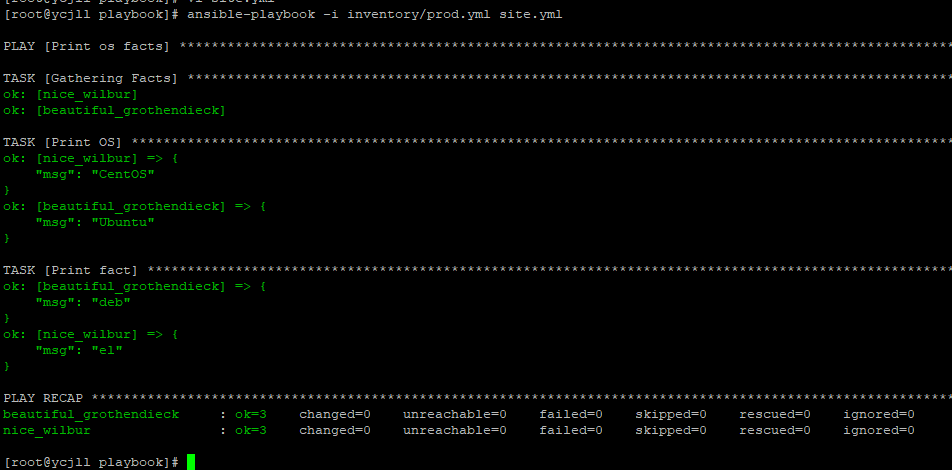 [root@ycjll playbook]# ansible-playbook -i inventory/prod.yml site.yml
PLAY [Print os facts] ******************************************************************************************
TASK [Gathering Facts] *****************************************************************************************
ok: [nice_wilbur]
ok: [beautiful_grothendieck]
TASK [Print OS] ************************************************************************************************
ok: [nice_wilbur] => {
    "msg": "CentOS"
}
ok: [beautiful_grothendieck] => {
    "msg": "Ubuntu"
}
TASK [Print fact] **********************************************************************************************
ok: [beautiful_grothendieck] => {
    "msg": "deb"
}
ok: [nice_wilbur] => {
    "msg": "el"
}
PLAY RECAP *****************************************************************************************************
beautiful_grothendieck     : ok=3    changed=0    unreachable=0    failed=0    skipped=0    rescued=0    ignored=0
nice_wilbur                : ok=3    changed=0    unreachable=0    failed=0    skipped=0    rescued=0    ignored=0
[root@ycjll playbook]#